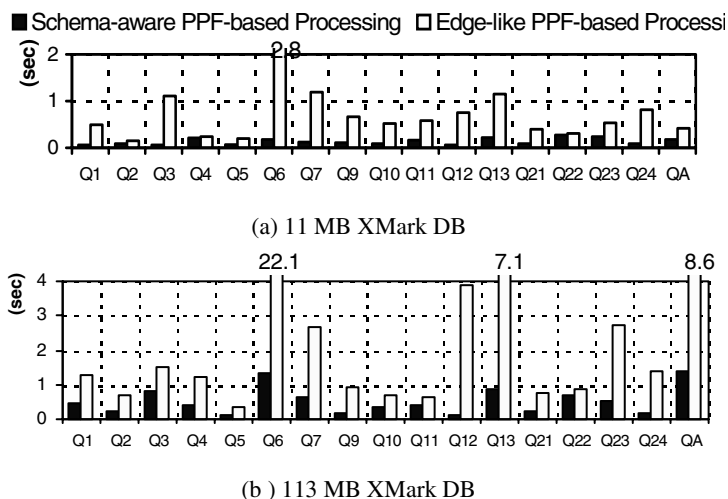 Schema-aware PPF-based Processing Edge-like PPF-based Processi
2.8
(sec)
2
1
0
Q1 Q2 Q3 Q4 Q5 Q6 Q7 Q9 Q10 Q11 Q12 Q13 Q21 Q22 Q23 Q24 QA
(a) 11 MB XMark DB
22.1 7.1 8.6
(sec)
4
3
2
1
0
Q1 Q2 Q3 Q4 Q5 Q6 Q7 Q9 Q10 Q11 Q12 Q13 Q21 Q22 Q23 Q24 QA
(b ) 113 MB XMark DB